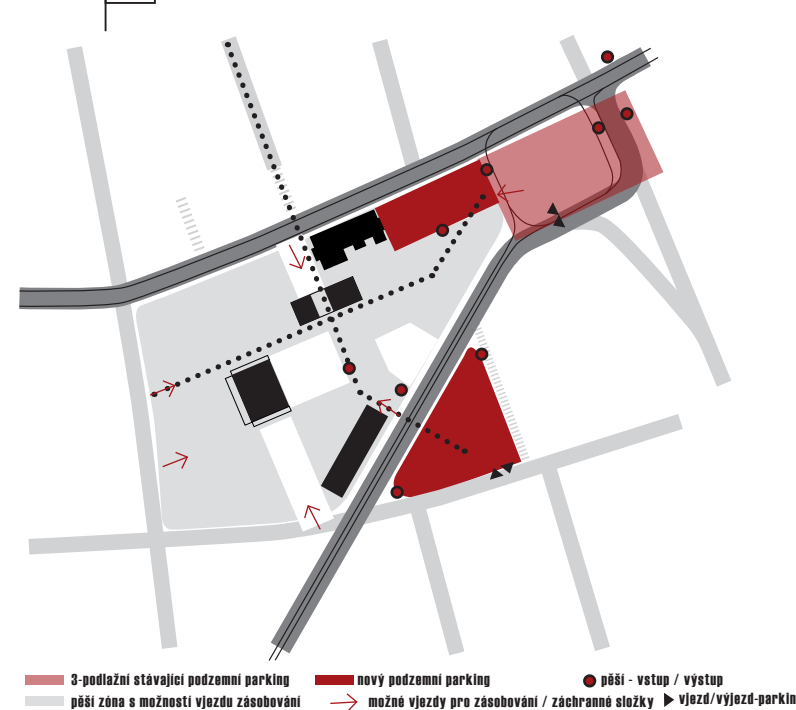 3-podlažní stávající podzemní parking
nový podzemní parking
pěší - vstup / výstup
pěší zóna s možností vjezdu zásobování
možné vjezdy pro zásobování / záchranné složky
vjezd/výjezd-parkin